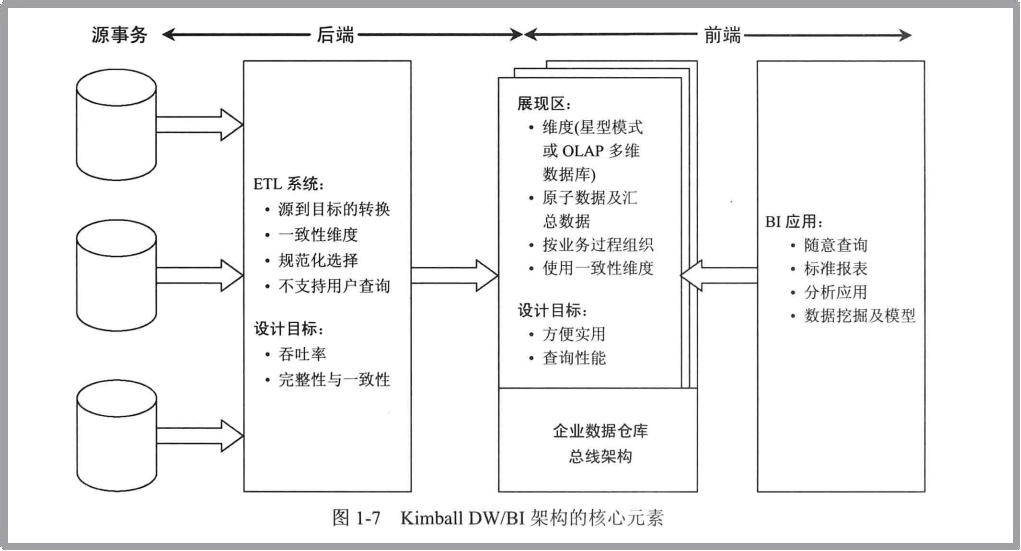 源事务 后端 前端
ETL 系统：
• 源到目标的转换
• 一致性维度
• 规范化选择
• 不支持用户查询
设计目标：
• 吞吐率
• 完整性与一致性
展现区：
• 维度(星型模式
或 OLAP 多维
数据库)
• 原子数据及汇
总数据
• 按业务过程组织
• 使用一致性维度
设计目标：
• 方便实用
• 查询性能
企业数据仓库
总线架构
BI 应用：
• 随意查询
• 标准报表
• 分析应用
• 数据挖掘及模型
图 1-7 Kimball DW/BI 架构的核心元素